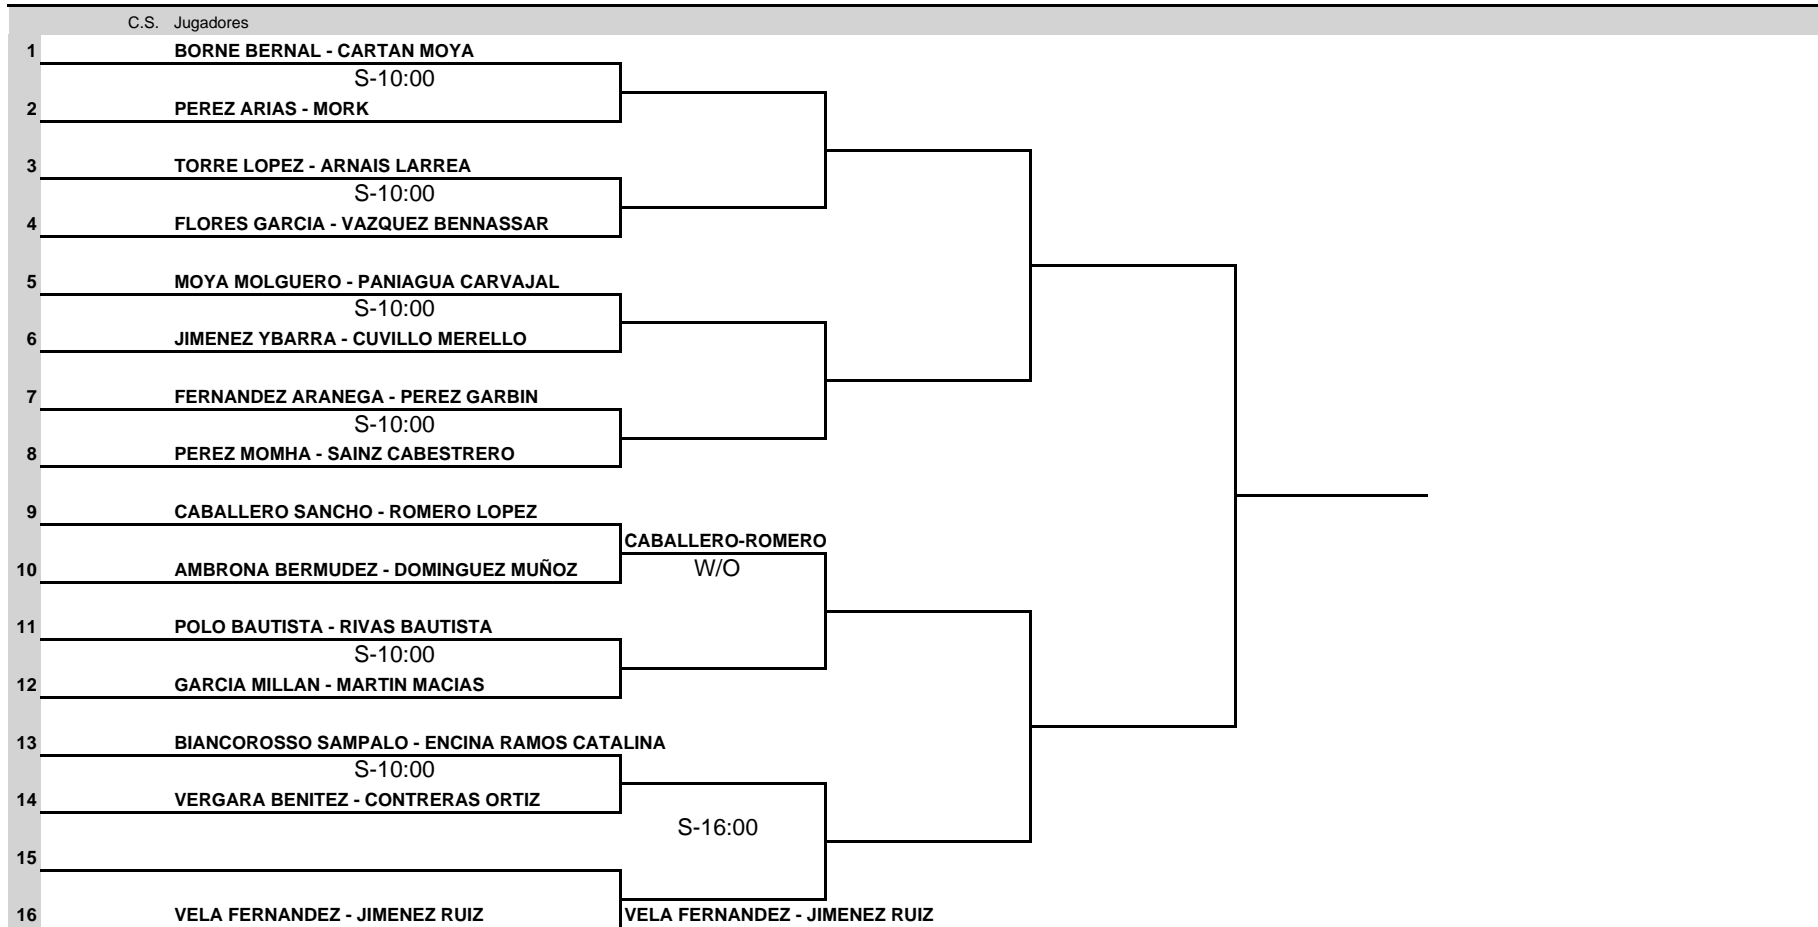 C.S. Jugadores
1 BORNE BERNAL - CARTAN MOYA
S-10:00
2 PEREZ ARIAS - MORK
3 TORRE LOPEZ - ARNAIS LARREA
S-10:00
4 FLORES GARCIA - VAZQUEZ BENNASSAR
5 MOYA MOLGUERO - PANIAGUA CARVAJAL
S-10:00
6 JIMENEZ YBARRA - CUVILLO MERELLO
7 FERNANDEZ ARANEGA - PEREZ GARBIN
S-10:00
8 PEREZ MOMHA - SAINZ CABESTRERO
9 CABALLERO SANCHO - ROMERO LOPEZ
CABALLERO-ROMERO
10 AMBRONA BERMUDEZ - DOMINGUEZ MUÑOZ W/O
11 POLO BAUTISTA - RIVAS BAUTISTA
S-10:00
12 GARCIA MILLAN - MARTIN MACIAS
13 BIANCOROSSO SAMPALO - ENCINA RAMOS CATALINA
S-10:00
14 VERGARA BENITEZ - CONTRERAS ORTIZ
S-16:00
15
16 VELA FERNANDEZ - JIMENEZ RUIZ VELA FERNANDEZ - JIMENEZ RUIZ